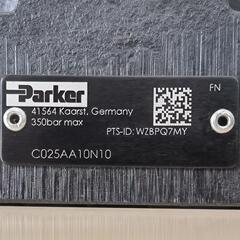 Parker
FN
41564 Kaarst, Germany
350bar max
PTS-ID: WZBPQ7MY
C025AA10N10